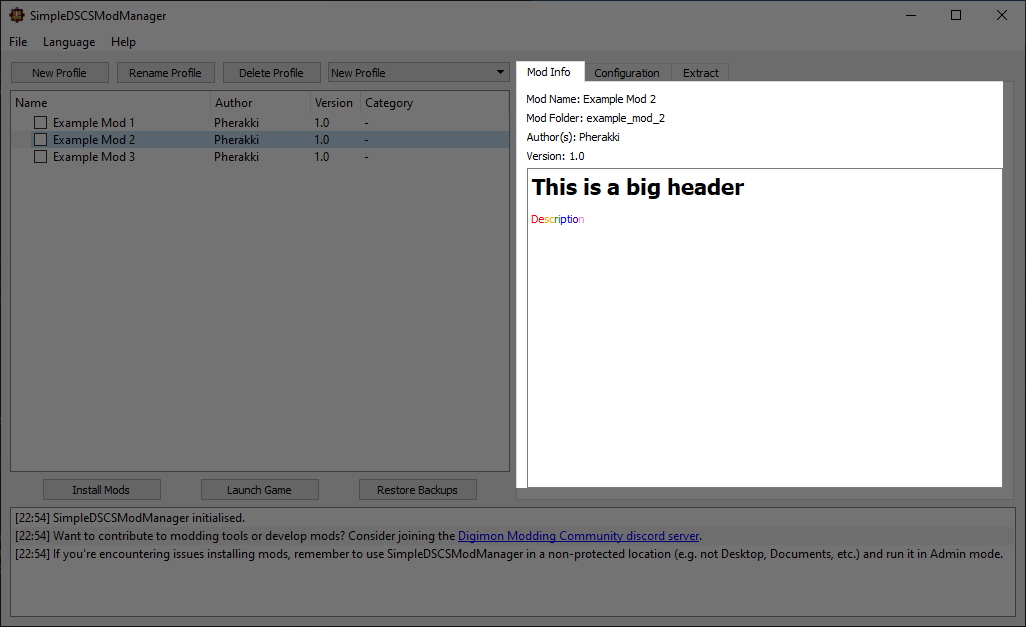 SimpleDSCSModManager
File Language Help
New Profile Rename Profile Delete Profile New Profile
Mod Info Configuration Extract
Name Author Version Category
Example Mod 1 Pherakki 1.0 -
Example Mod 2 Pherakki 1.0 -
Example Mod 3 Pherakki 1.0 -
Mod Name: Example Mod 2
Mod Folder: example_mod_2
Author(s): Pherakki
Version: 1.0
This is a big header
Description
Install Mods Launch Game Restore Backups
[22:54] SimpleDSCSModManager initialised.
[22:54] Want to contribute to modding tools or develop mods? Consider joining the Digimon Modding Community discord server.
[22:54] If you're encountering issues installing mods, remember to use SimpleDSCSModManager in a non-protected location (e.g. not Desktop, Documents, etc.) and run it in Admin mode.